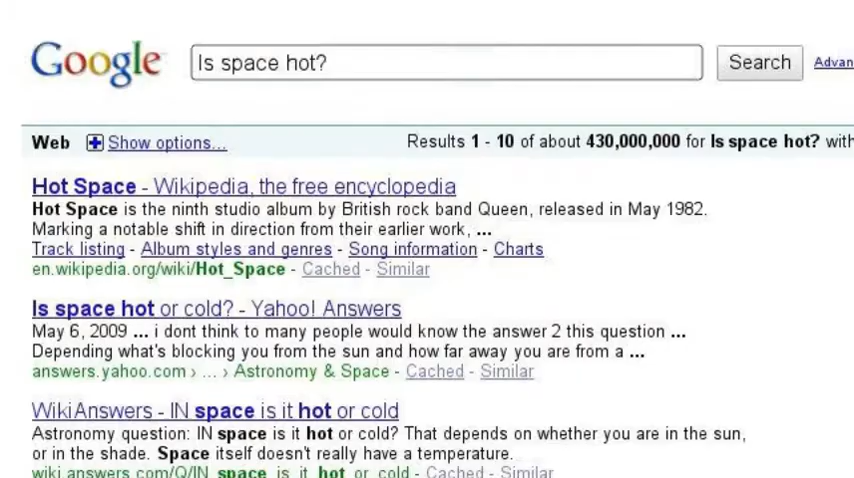 Google Is space hot? Search Advan
Web Show options... Results 1 - 10 of about 430,000,000 for Is space hot? with
Hot Space - Wikipedia, the free encyclopedia
Hot Space is the ninth studio album by British rock band Queen, released in May 1982.
Marking a notable shift in direction from their earlier work, ...
Track listing - Album styles and genres - Song information - Charts
en.wikipedia.org/wiki/Hot_Space - Cached - Similar
Is space hot or cold? - Yahoo! Answers
May 6, 2009 ... i dont think to many people would know the answer 2 this question ...
Depending what's blocking you from the sun and how far away you are from a ...
answers.yahoo.com › ... › Astronomy & Space - Cached - Similar
WikiAnswers - IN space is it hot or cold
Astronomy question: IN space is it hot or cold? That depends on whether you are in the sun,
or in the shade. Space itself doesn't really have a temperature.
wiki.answers.com/Q/IN_space_is_it_hot_or_cold - Cached - Similar